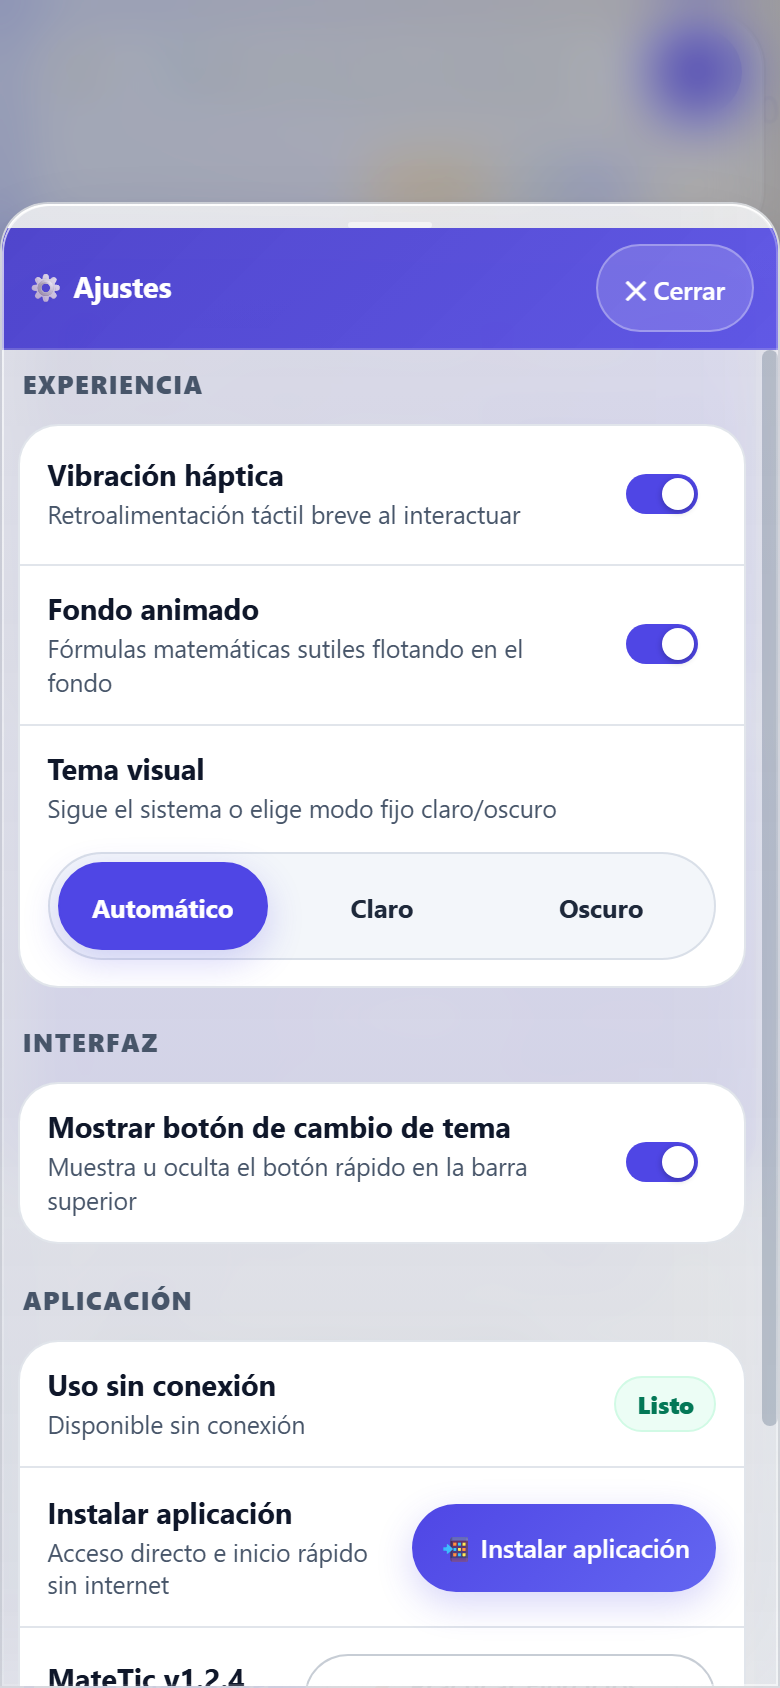 Ajustes
Cerrar
EXPERIENCIA
Vibración háptica
Retroalimentación táctil breve al interactuar
Fondo animado
Fórmulas matemáticas sutiles flotando en el
fondo
Tema visual
Sigue el sistema o elige modo fijo claro/oscuro
Automático Claro Oscuro
INTERFAZ
Mostrar botón de cambio de tema
Muestra u oculta el botón rápido en la barra
superior
APLICACIÓN
Uso sin conexión
Disponible sin conexión
Listo
Instalar aplicación
Acceso directo e inicio rápido
sin internet
Instalar aplicación
MateTic v1.2.4